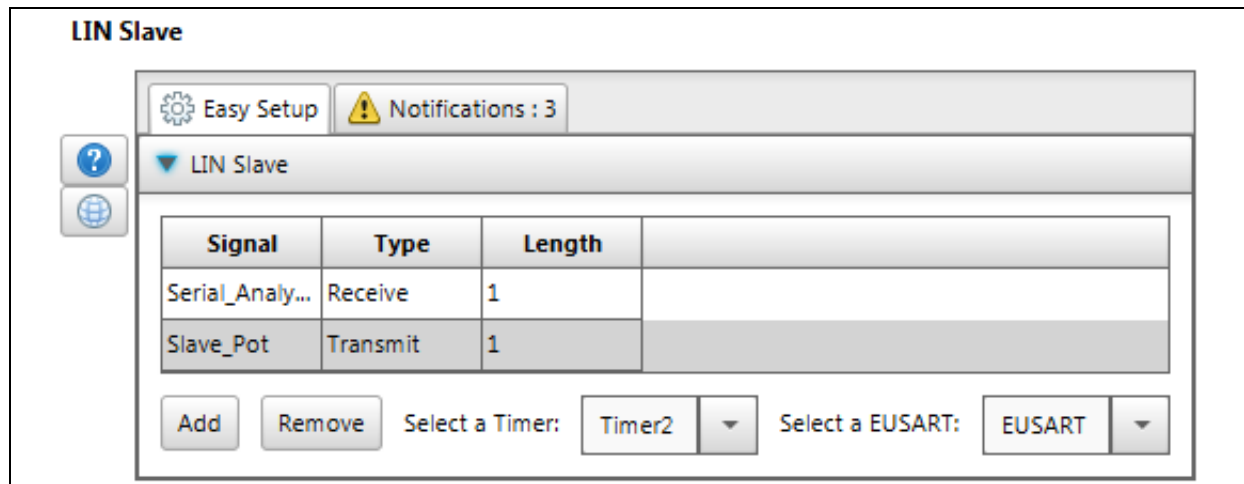 LIN Slave
Easy Setup Notifications : 3
LIN Slave
Signal Type Length
Serial_Analy... Receive 1
Slave_Pot Transmit 1
Add Remove Select a Timer: Timer2 Select a EUSART: EUSART